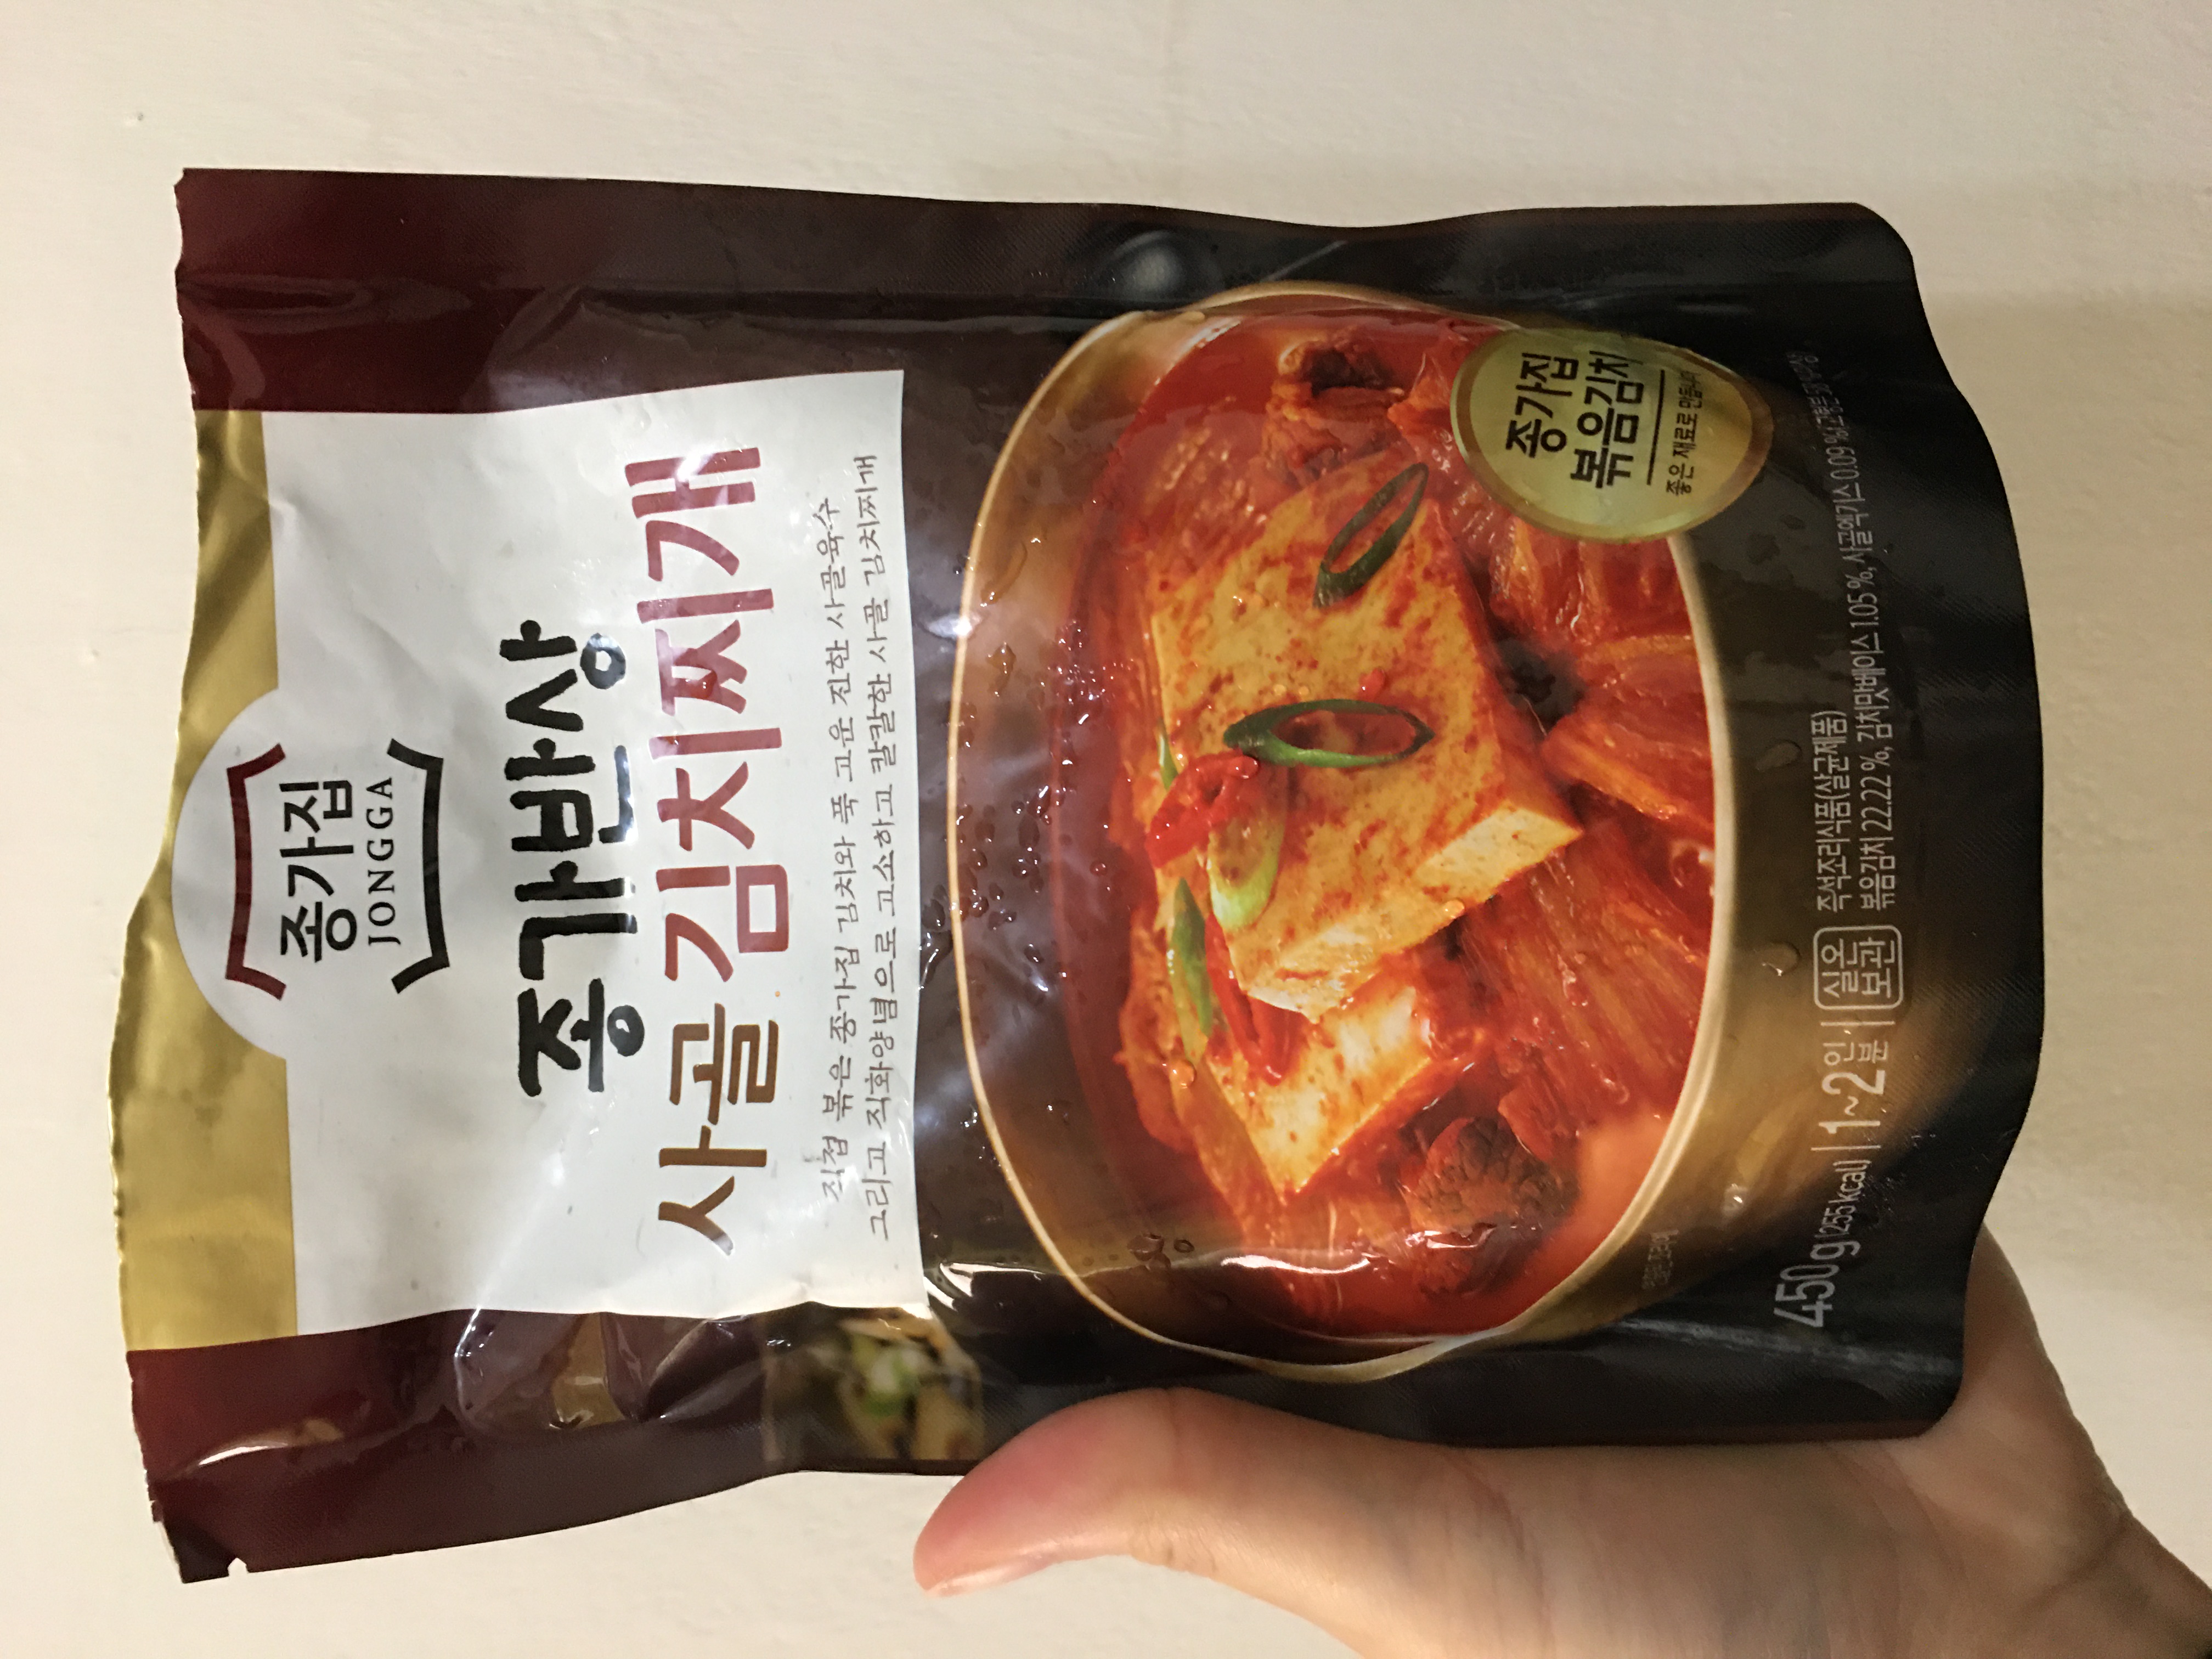 종가집
JONGGA
종가반상
사골김치찌개
직접 볶은 종가집 김치와 푹 고운 진한 사골육수
그리고 직화양념으로 고소하고 칼칼한 사골 김치찌개
종가집
볶음김치
좋은 재료로 만듭니다
450g(255kcal) 1~2인분 실온보관
즉석조리식품(살균제품)
볶음김치 22.22%, 김치맛베이스 1.05%, 사골엑기스 0.09%